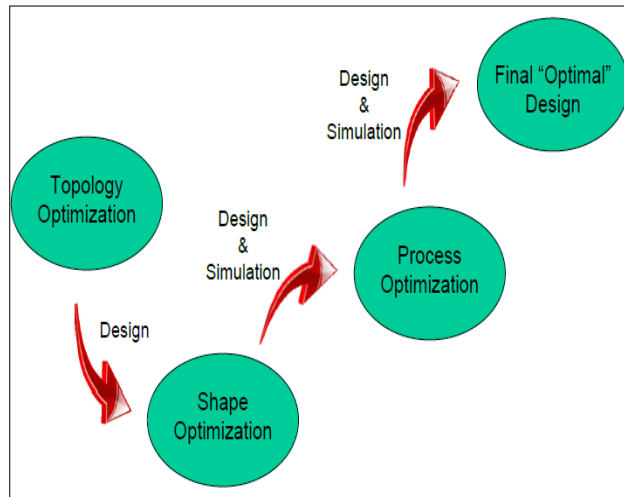 Topology
Optimization
Design
Shape
Optimization
Design
&
Simulation
Process
Optimization
Design
&
Simulation
Final “Optimal”
Design